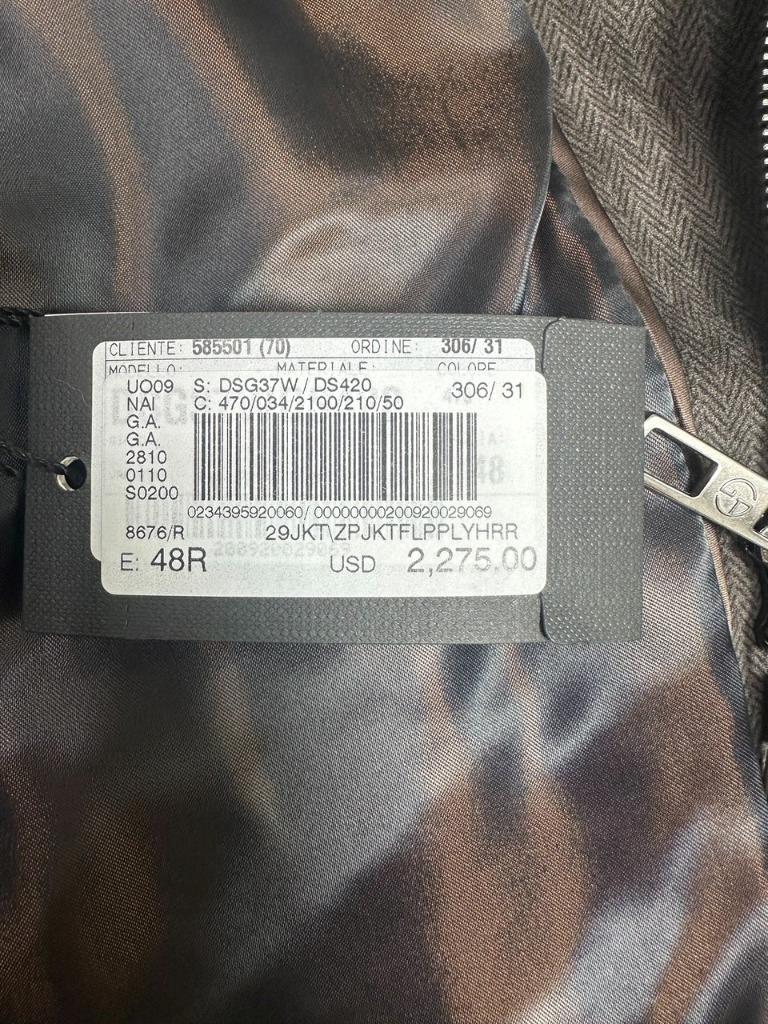 CLIENTE: 585501 (70) ORDINE: 306/ 31
MODELLO: MATERIALE: COLORE
UO09 S: DSG37W / DS420 306/ 31
NAI C: 470/034/2100/210/50
G.A.
G.A.
2810
0110
S0200
0234395920060/ 00000000200920029069
8676/R 29JKT\ZPJKTFLPPLYHRR
E: 48R USD 2,275.00